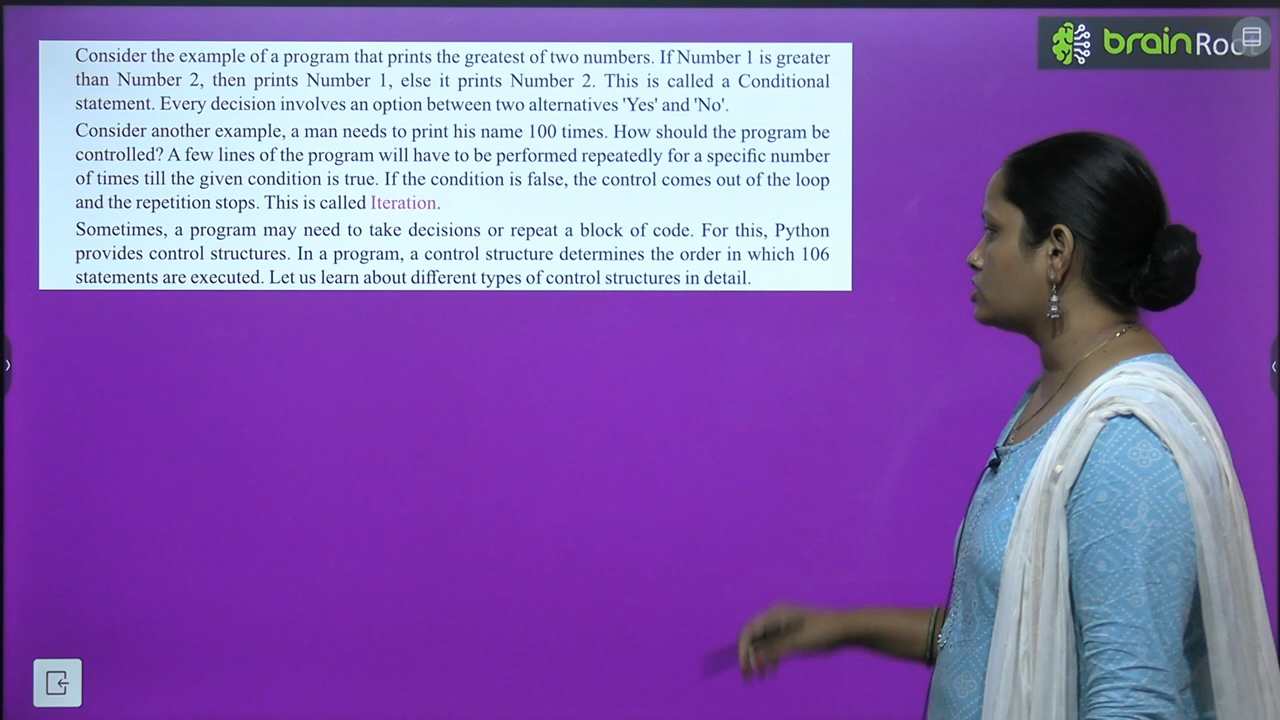 Consider the example of a program that prints the greatest of two numbers. If Number 1 is greater
than Number 2, then prints Number 1, else it prints Number 2. This is called a Conditional
statement. Every decision involves an option between two alternatives 'Yes' and 'No'.
Consider another example, a man needs to print his name 100 times. How should the program be
controlled? A few lines of the program will have to be performed repeatedly for a specific number
of times till the given condition is true. If the condition is false, the control comes out of the loop
and the repetition stops. This is called Iteration.
Sometimes, a program may need to take decisions or repeat a block of code. For this, Python
provides control structures. In a program, a control structure determines the order in which 106
statements are executed. Let us learn about different types of control structures in detail.
brain